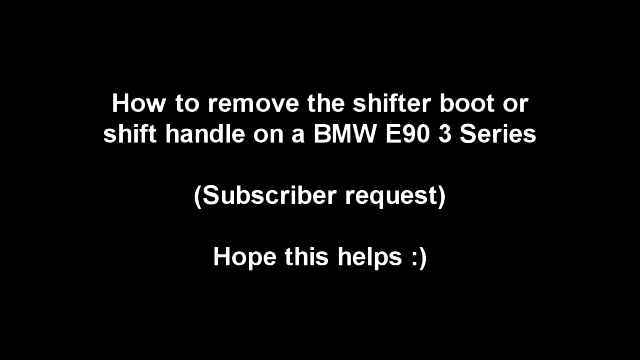 How to remove the shifter boot or
shift handle on a BMW E90 3 Series
(Subscriber request)
Hope this helps :)